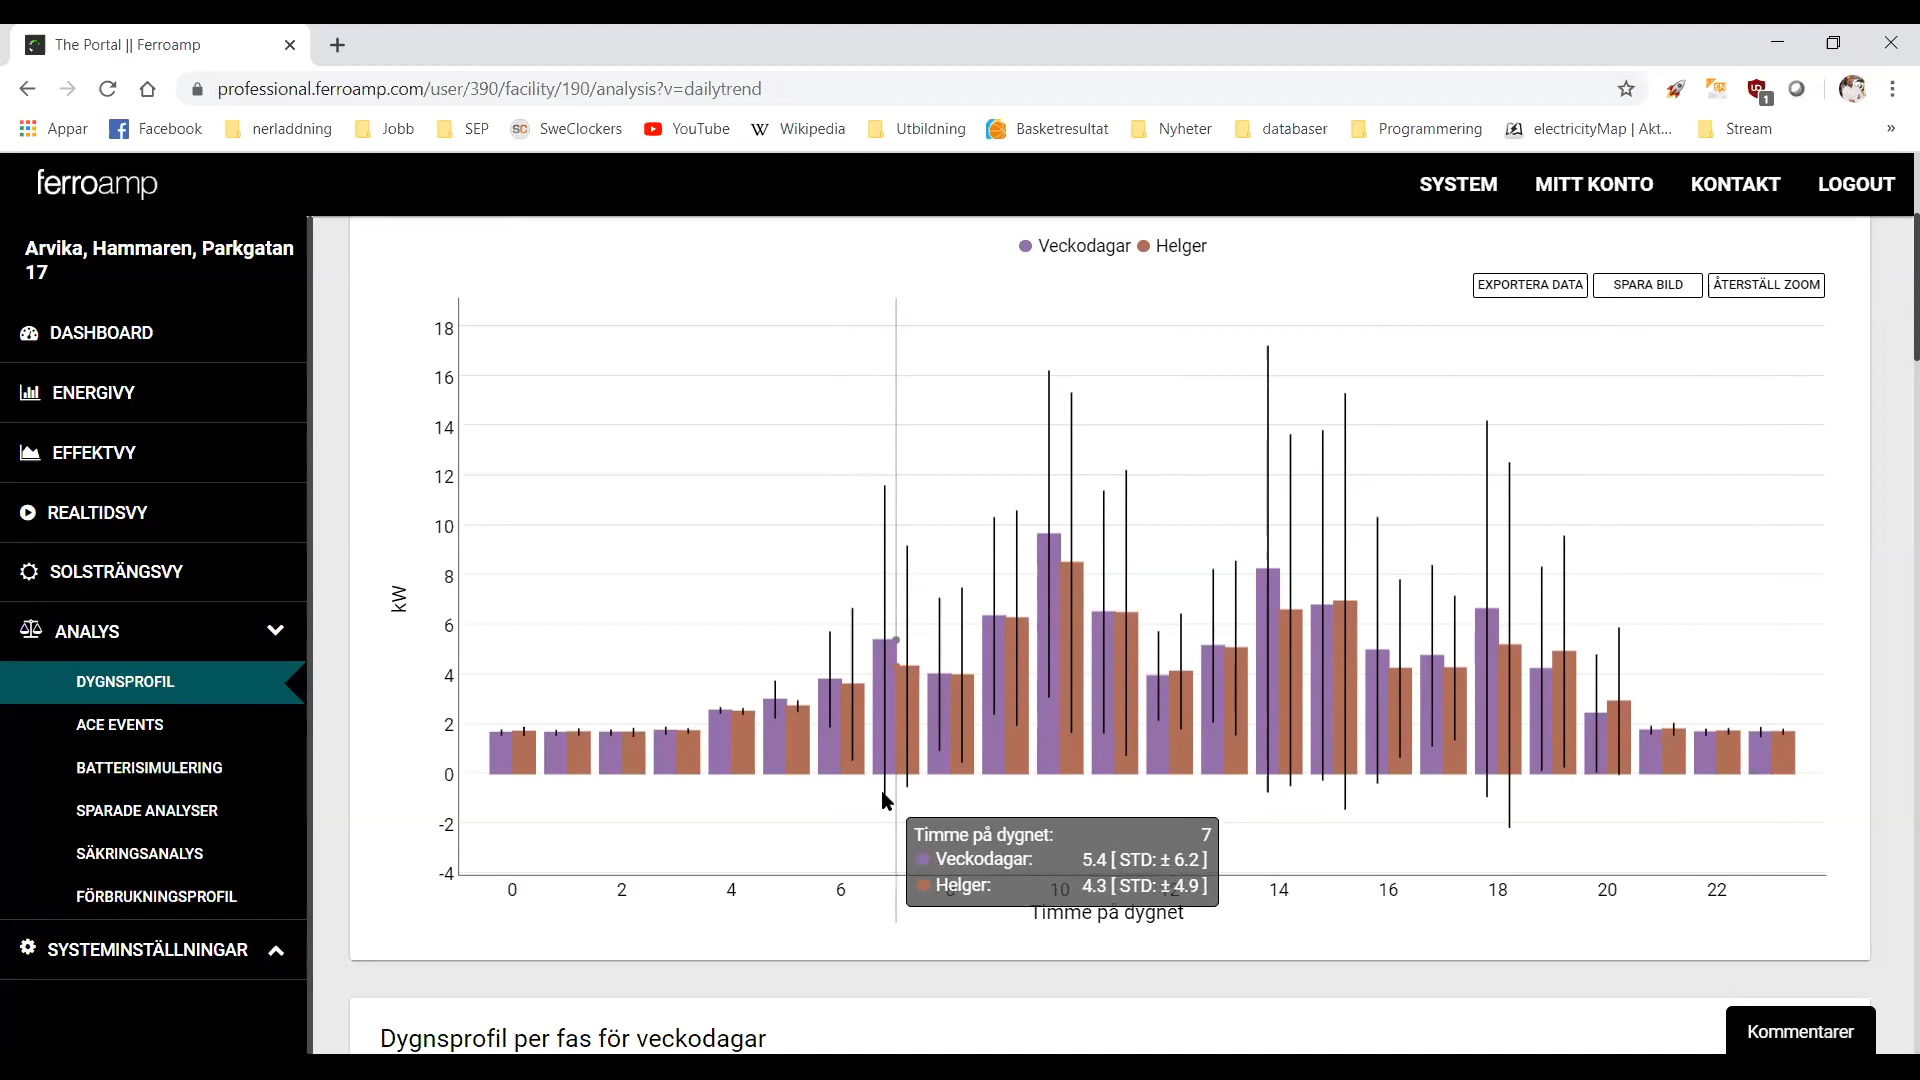 The Portal || Ferroamp
professional.ferroamp.com/user/390/facility/190/analysis?v=dailytrend
Appar Facebook nerladdning Jobb SEP SweClockers YouTube Wikipedia Utbildning Basketresultat Nyheter databaser Programmering electricityMap | Akt... Stream »
ferroamp
SYSTEM MITT KONTO KONTAKT LOGOUT
Arvika, Hammaren, Parkgatan
17
DASHBOARD
ENERGIVY
EFFEKTVY
REALTIDSVY
SOLSTRÄNGSVY
ANALYS
DYGNSPROFIL
ACE EVENTS
BATTERISIMULERING
SPARADE ANALYSER
SÄKRINGSANALYS
FÖRBRUKNINGSPROFIL
SYSTEMINSTÄLLNINGAR
Veckodagar Helger
EXPORTERA DATA SPARA BILD ÅTERSTÄLL ZOOM
18
16
14
12
10
8
6
4
2
0
-2
-4
kW
Timme på dygnet: 7
Veckodagar: 5.4 [ STD: ± 6.2 ]
Helger: 4.3 [ STD: ± 4.9 ]
0 2 4 6 8 10 12 14 16 18 20 22
Timme på dygnet
Dygnsprofil per fas för veckodagar
Kommentarer